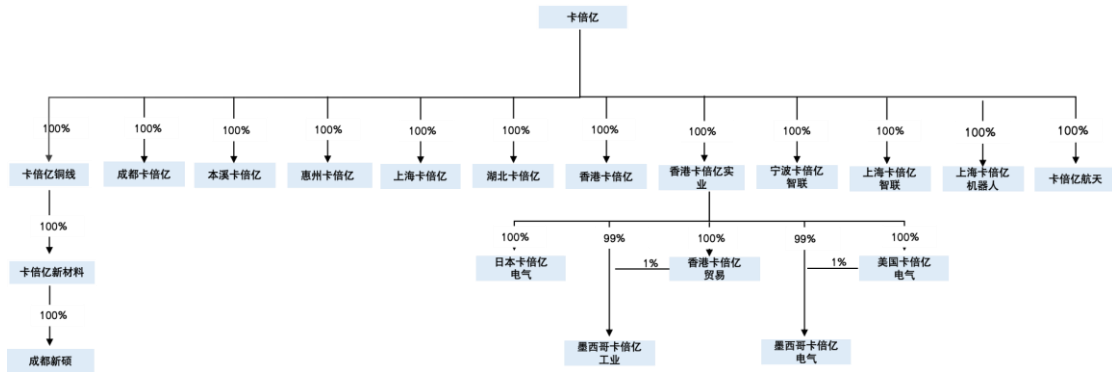 卡倍亿
100%
100%
100%
100%
100%
100%
100%
100%
100%
100%
100%
100%
卡倍亿铜线
成都卡倍亿
本溪卡倍亿
惠州卡倍亿
上海卡倍亿
湖北卡倍亿
香港卡倍亿
香港卡倍亿实
业
宁波卡倍亿
智联
上海卡倍亿
智联
上海卡倍亿
机器人
卡倍亿航天
100%
100%
99%
100%
99%
100%
卡倍亿新材料
日本卡倍亿
电气
1%
香港卡倍亿
贸易
1%
美国卡倍亿
电气
100%
成都新硕
墨西哥卡倍亿
工业
墨西哥卡倍亿
电气